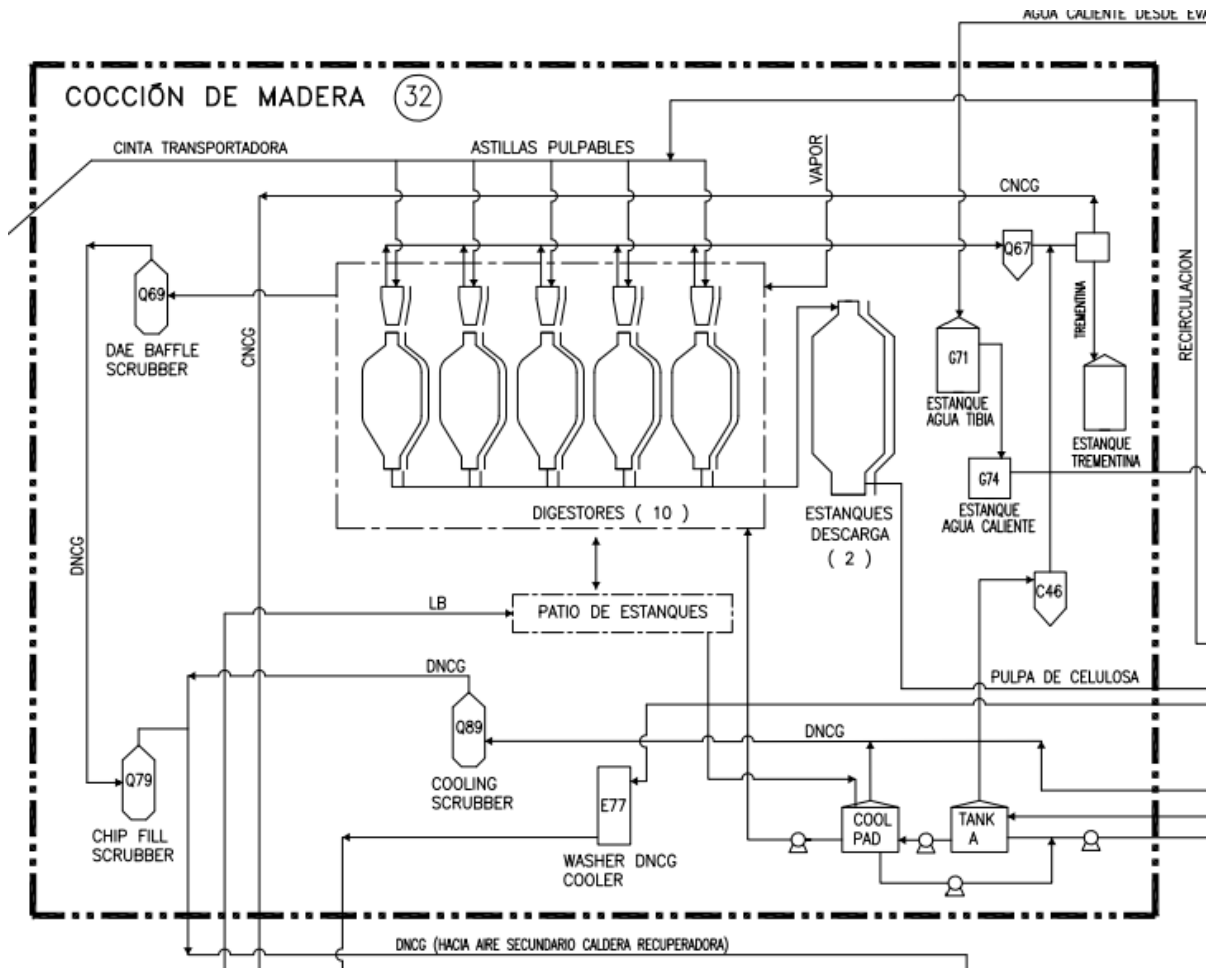 AGUA CALIENTE DESDE EVA
COCCIÓN DE MADERA 32
CINTA TRANSPORTADORA
ASTILLAS PULPABLES
VAPOR
CNCG
Q67
Q69
DAE BAFFLE
SCRUBBER
CNCG
TREMENTINA
RECIRCULACION
G71
ESTANQUE
AGUA TIBIA
ESTANQUE
TREMENTINA
G74
ESTANQUE
AGUA CALIENTE
DIGESTORES ( 10 )
ESTANQUES
DESCARGA
( 2 )
DNCG
LB
PATIO DE ESTANQUES
C46
DNCG
PULPA DE CELULOSA
Q89
COOLING
SCRUBBER
DNCG
Q79
CHIP FILL
SCRUBBER
E77
WASHER DNCG
COOLER
COOL
PAD
TANK
A
DNCG (HACIA AIRE SECUNDARIO CALDERA RECUPERADORA)